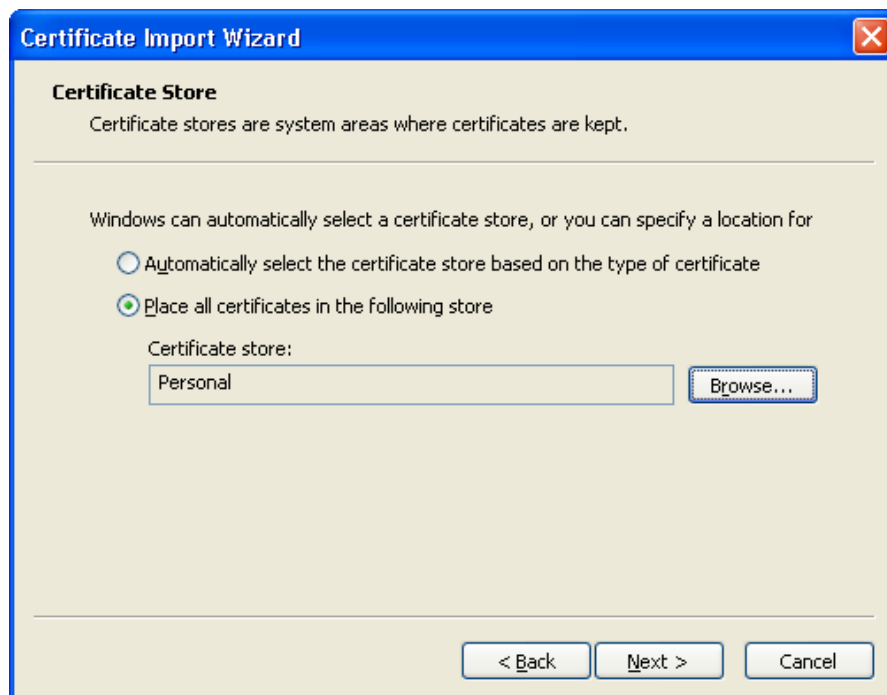 Certificate Import Wizard
Certificate Store
Certificate stores are system areas where certificates are kept.
Windows can automatically select a certificate store, or you can specify a location for
Automatically select the certificate store based on the type of certificate
Place all certificates in the following store
Certificate store:
Personal
Browse...
< Back
Next >
Cancel